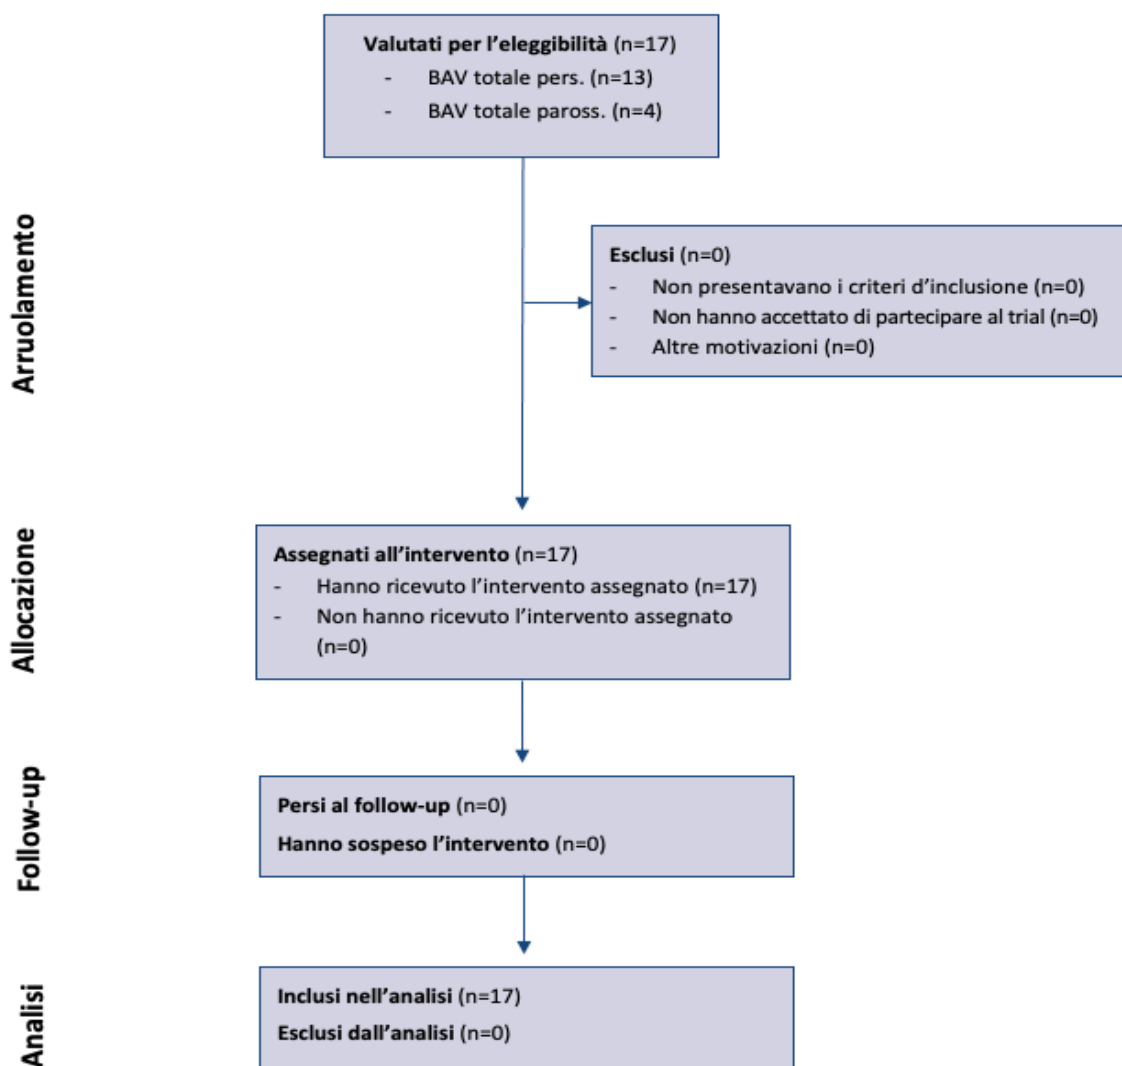 Valutati per l'eleggibilità (n=17)
- BAV totale pers. (n=13)
- BAV totale paross. (n=4)
Arruolamento
Esclusi (n=0)
- Non presentavano i criteri d'inclusione (n=0)
- Non hanno accettato di partecipare al trial (n=0)
- Altre motivazioni (n=0)
Allocazione
Assegnati all'intervento (n=17)
- Hanno ricevuto l'intervento assegnato (n=17)
- Non hanno ricevuto l'intervento assegnato
(n=0)
Follow-up
Persi al follow-up (n=0)
Hanno sospeso l'intervento (n=0)
Analisi
Inclusi nell'analisi (n=17)
Esclusi dall'analisi (n=0)